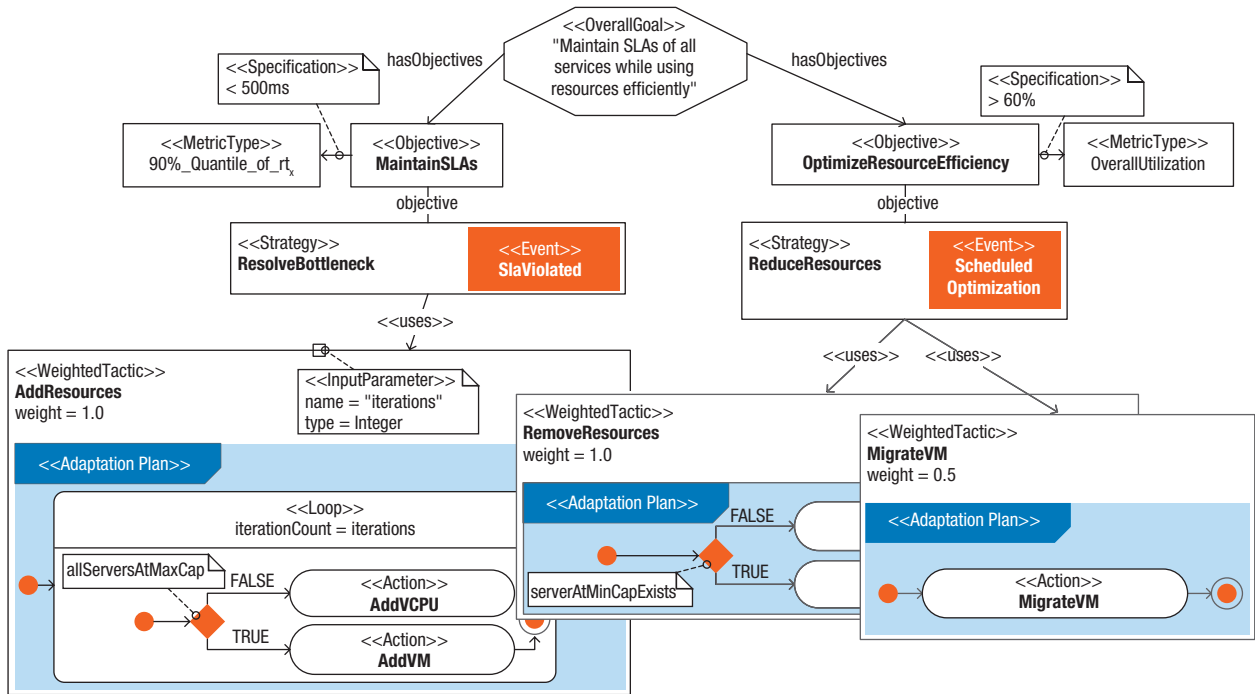 <<OverallGoal>>
"Maintain SLAs of all
services while using
resources efficiently"
hasObjectives
hasObjectives
<<Specification>>
< 500ms
<<Specification>>
> 60%
<<MetricType>>
90%_Quantile_of_rtx
<<Objective>>
MaintainSLAs
<<Objective>>
OptimizeResourceEfficiency
<<MetricType>>
OverallUtilization
objective
objective
<<Strategy>>
ResolveBottleneck
<<Event>>
SlaViolated
<<Strategy>>
ReduceResources
<<Event>>
Scheduled
Optimization
<<uses>>
<<uses>>
<<uses>>
<<WeightedTactic>>
AddResources
weight = 1.0
<<InputParameter>>
name = "iterations"
type = Integer
<<Adaptation Plan>>
<<Loop>>
iterationCount = iterations
allServersAtMaxCap
FALSE
<<Action>>
AddVCPU
TRUE
<<Action>>
AddVM
<<WeightedTactic>>
RemoveResources
weight = 1.0
<<Adaptation Plan>>
FALSE
TRUE
serverAtMinCapExists
<<WeightedTactic>>
MigrateVM
weight = 0.5
<<Adaptation Plan>>
<<Action>>
MigrateVM